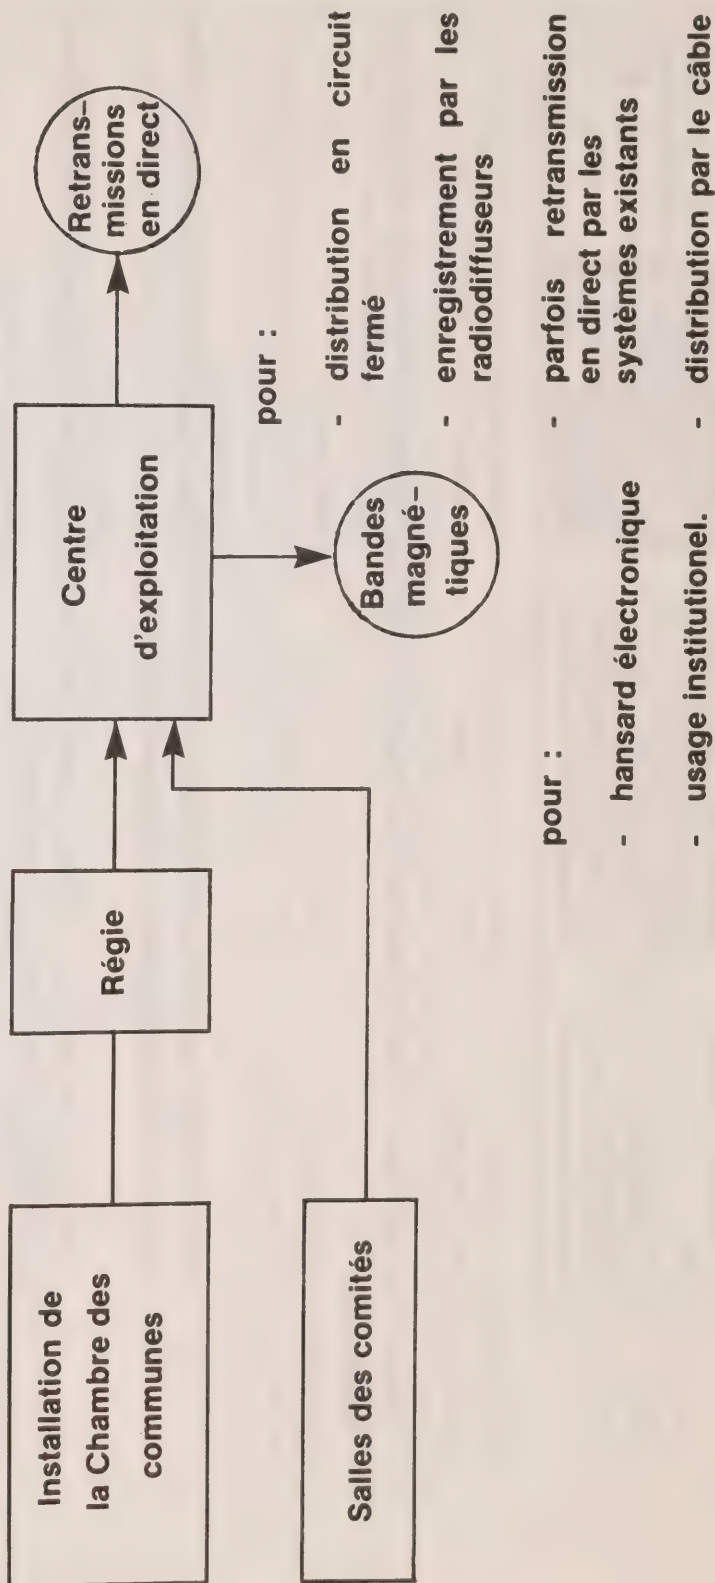 Installation de
la Chambre des
communes
Régie
Centre
d'exploitation
Retrans-
missions
en direct
Salles des comités
Bandes
magné-
tiques
pour :
- distribution en circuit
fermé
- enregistrement par les
radiodiffuseurs
- parfois retransmission
en direct par les
systèmes existants
- distribution par le câble
pour :
- hansard électronique
- usage institutionel.